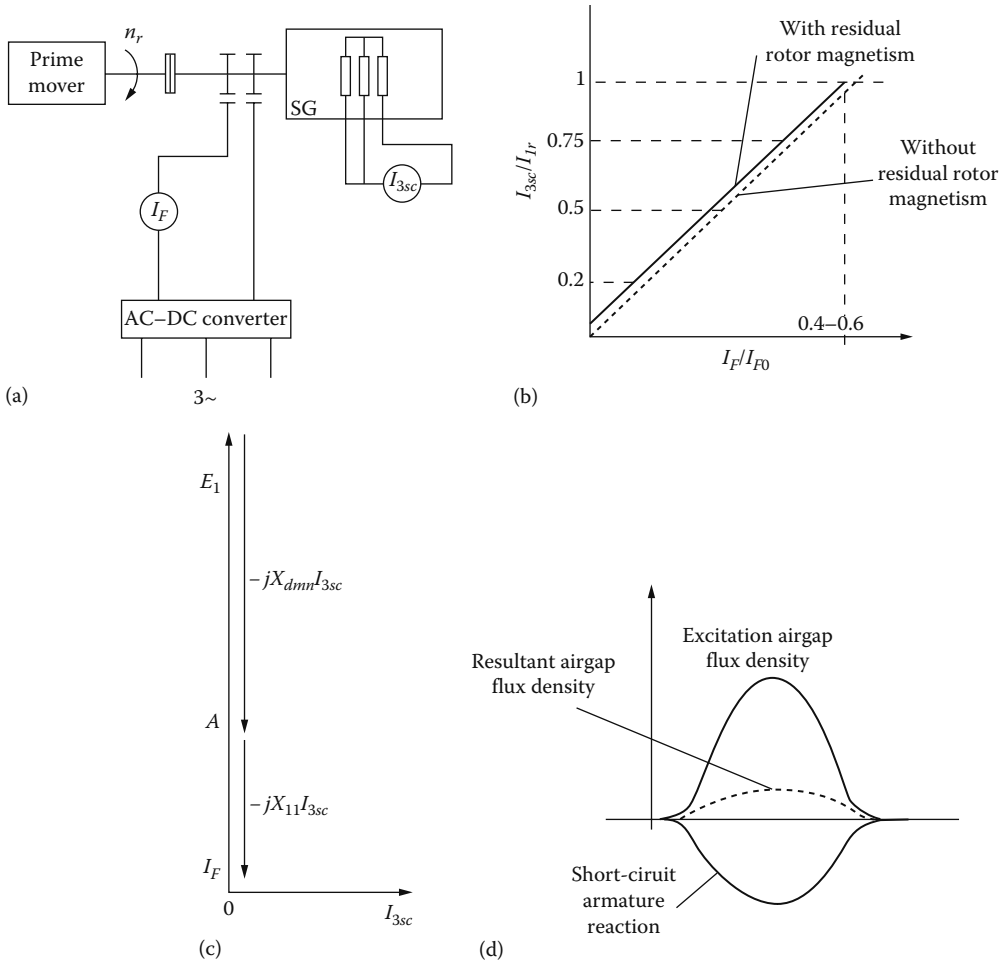 Prime
mover
n_r
SG
I_3sc
I_F
AC–DC converter
3~
(a)
With residual
rotor magnetism
1
0.75
0.5
0.2
I_3sc/I_1r
Without
residual rotor
magnetism
0.4–0.6
I_F/I_F0
(b)
E_1
– jX_dmn I_3sc
A
– jX_11 I_3sc
I_F
0
I_3sc
(c)
Resultant airgap
flux density
Excitation airgap
flux density
Short-ciruit
armature
reaction
(d)